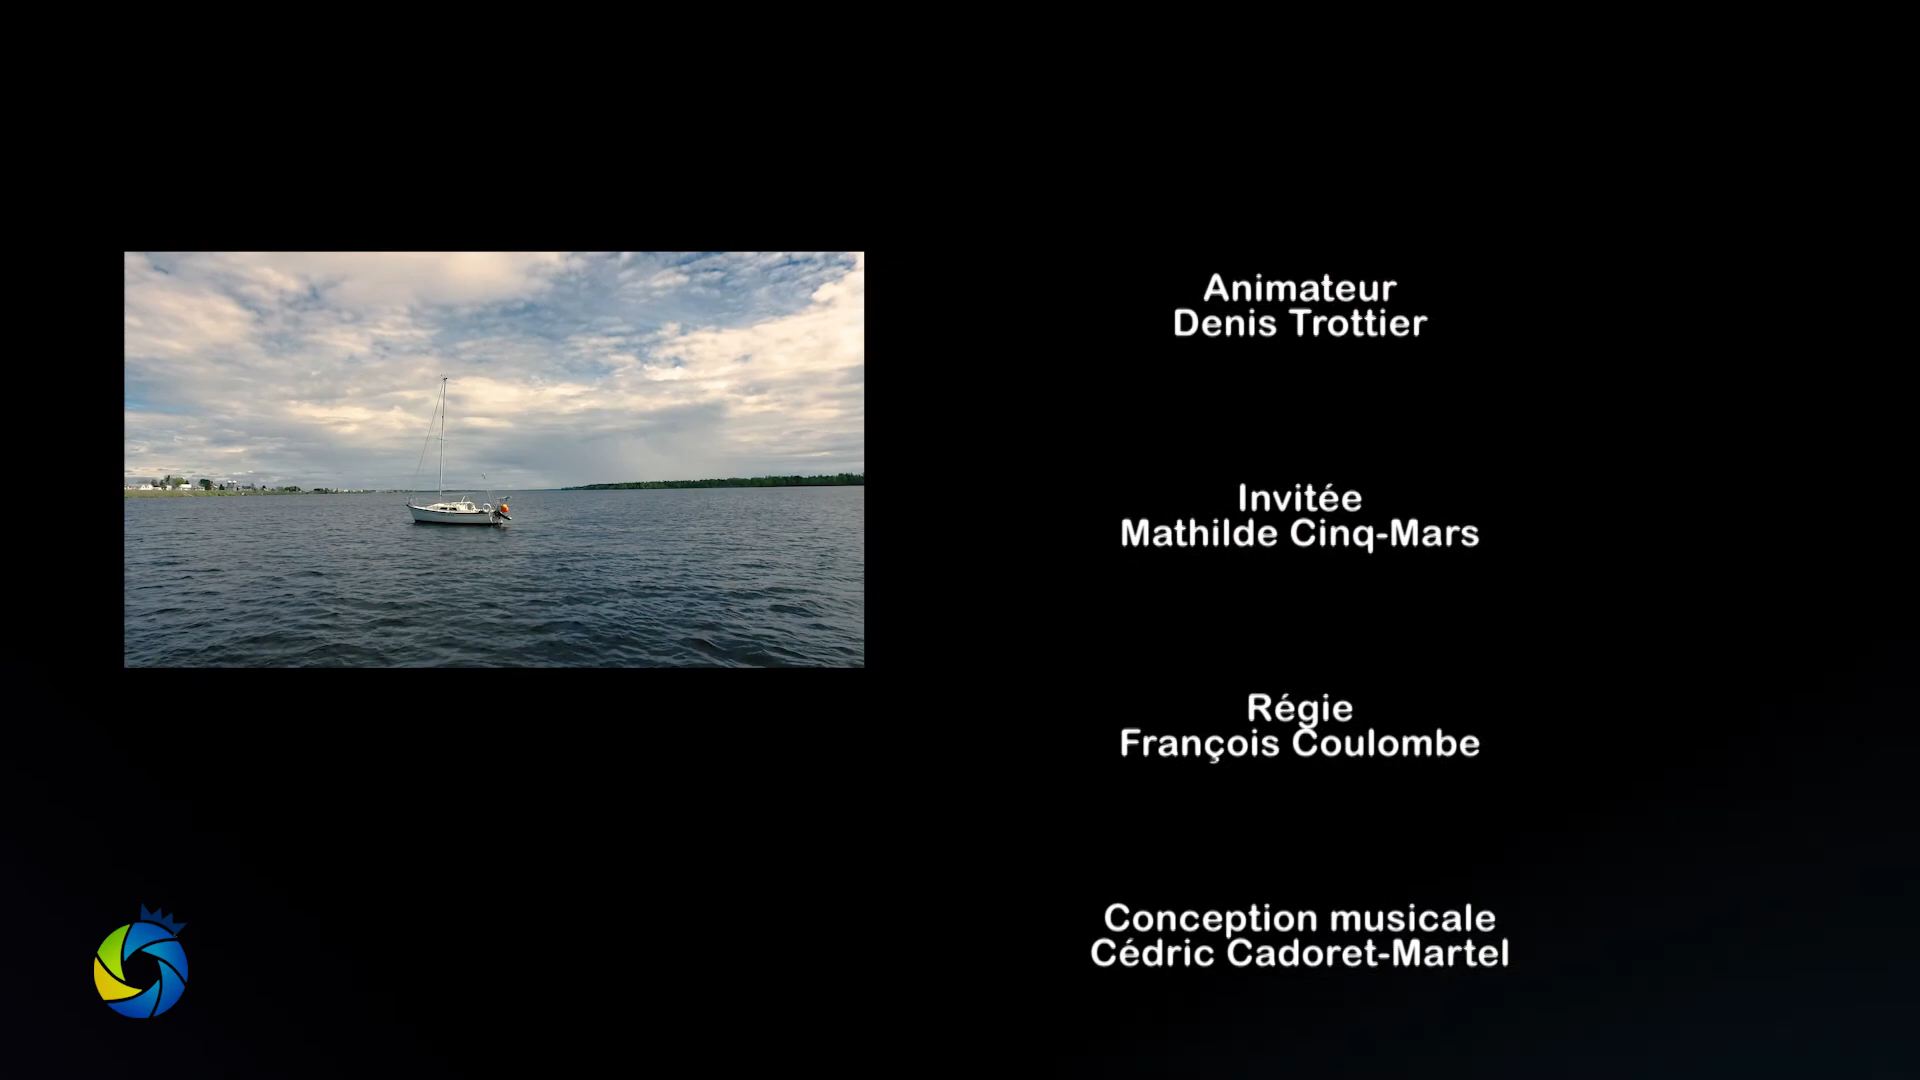 Animateur
Denis Trottier
Invitée
Mathilde Cinq-Mars
Régie
François Coulombe
Conception musicale
Cédric Cadoret-Martel